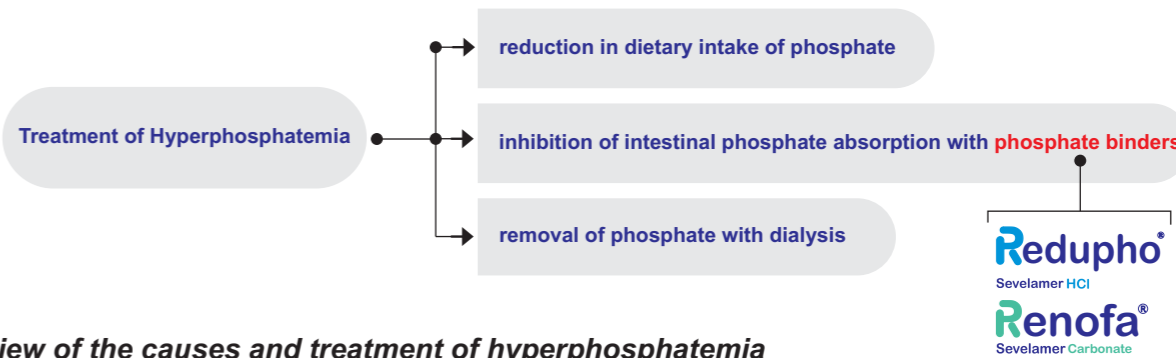 reduction in dietary intake of phosphate
Treatment of Hyperphosphatemia
inhibition of intestinal phosphate absorption with phosphate binders
removal of phosphate with dialysis
Redupho®
Sevelamer HCl
Renofa®
Sevelamer Carbonate
of the causes and treatment of hyperphosphatemia